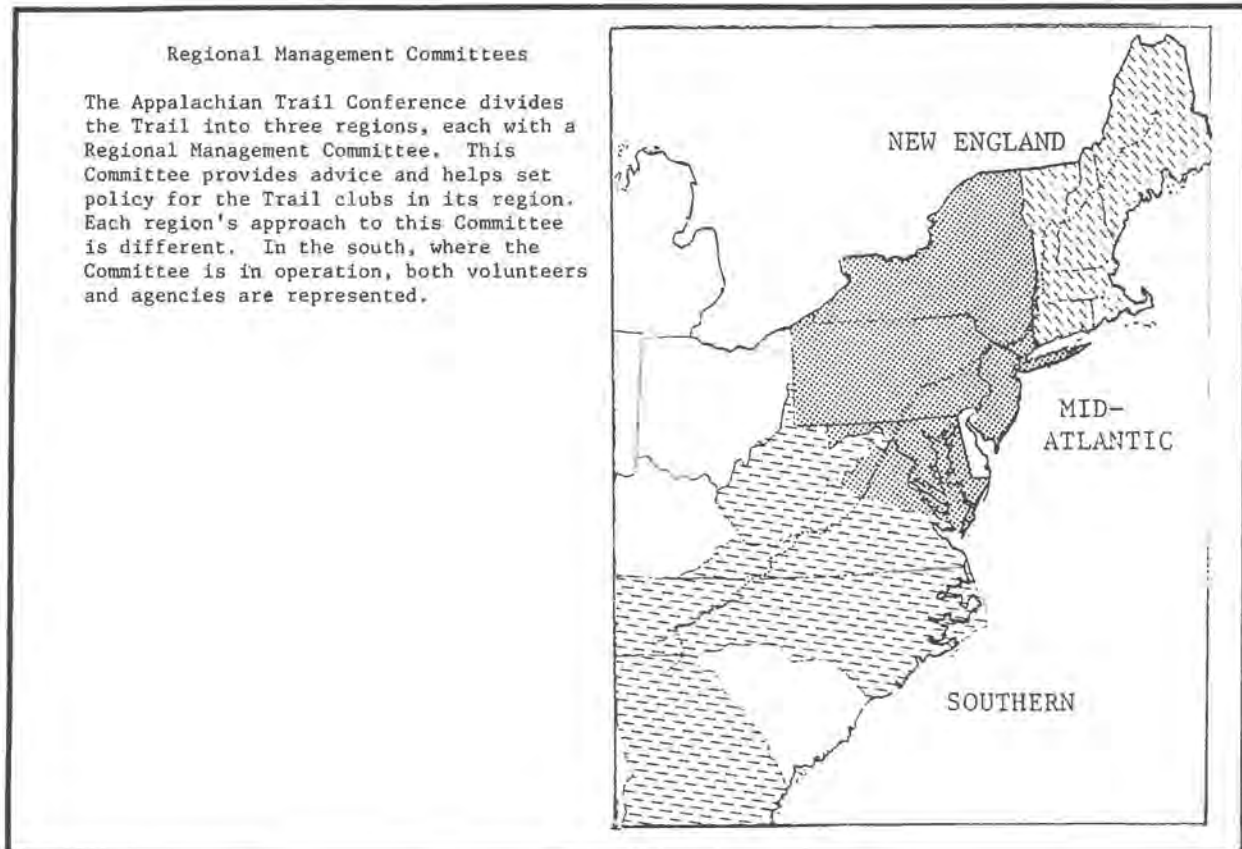 Regional Management Committees
The Appalachian Trail Conference divides
the Trail into three regions, each with a
Regional Management Committee. This
Committee provides advice and helps set
policy for the Trail clubs in its region.
Each region's approach to this Committee
is different. In the south, where the
Committee is in operation, both volunteers
and agencies are represented.
NEW ENGLAND
MID-
ATLANTIC
SOUTHERN